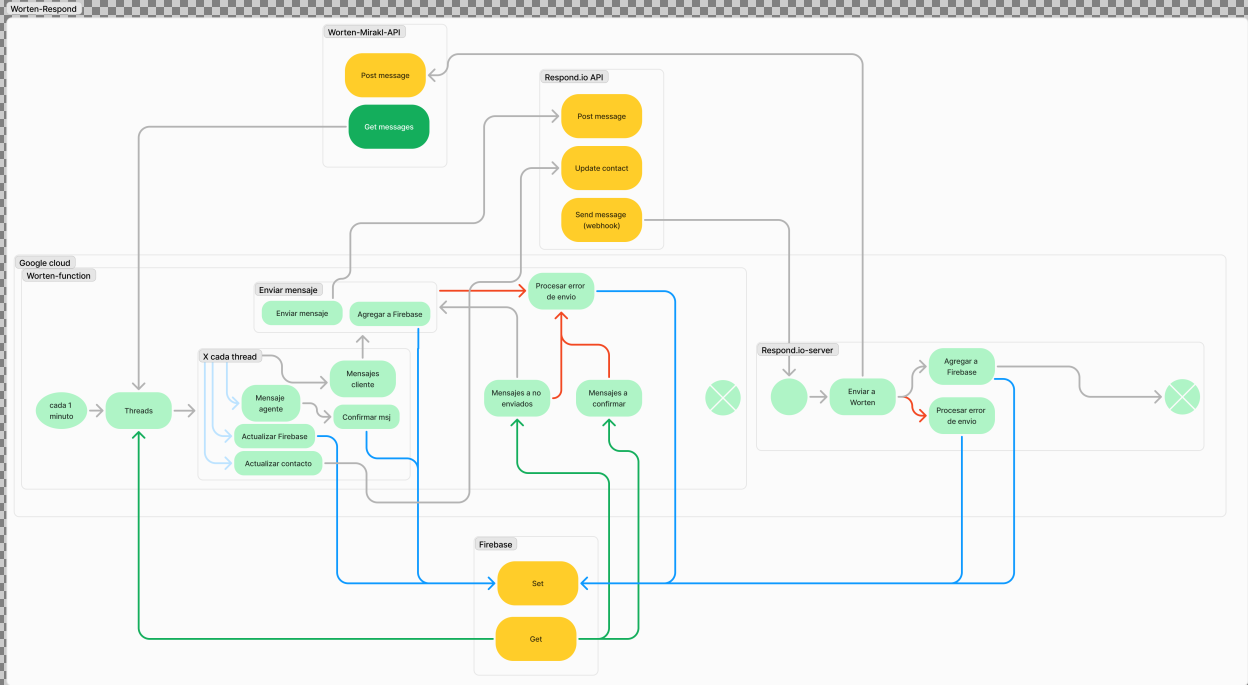 Worten-Respond
Worten-Mirakl-API
Post message
Get messages
Respond.io API
Post message
Update contact
Send message
(webhook)
Google cloud
Worten-function
Enviar mensaje
Enviar mensaje
Agregar a Firebase
Procesar error
de envio
X cada thread
Mensajes
cliente
Mensaje
agente
Confirmar msj
Actualizar Firebase
Actualizar contacto
cada 1
minuto
Threads
Mensajes a no
enviados
Mensajes a
confirmar
Respond.io-server
Enviar a
Worten
Agregar a
Firebase
Procesar error
de envio
Firebase
Set
Get